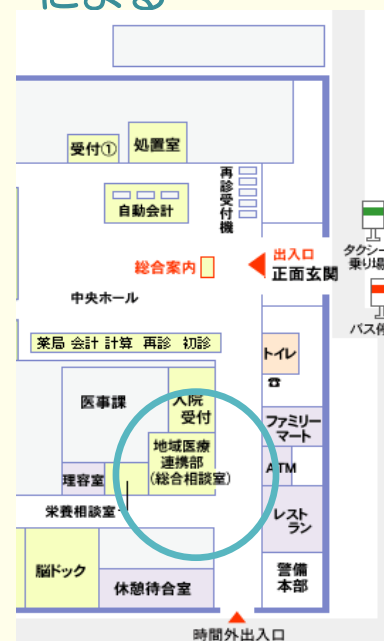 による
受付①
処置室
再診受付機
自動会計
総合案内
出入口
正面玄関
タクシー
乗り場
バス停
中央ホール
薬局 会計 計算 再診 初診
トイレ
医事課
入院
受付
ファミリー
マート
地域医療
連携部
(総合相談室)
ATM
理容室
栄養相談室
レスト
ラン
脳ドック
休憩待合室
警備
本部
時間外出入口